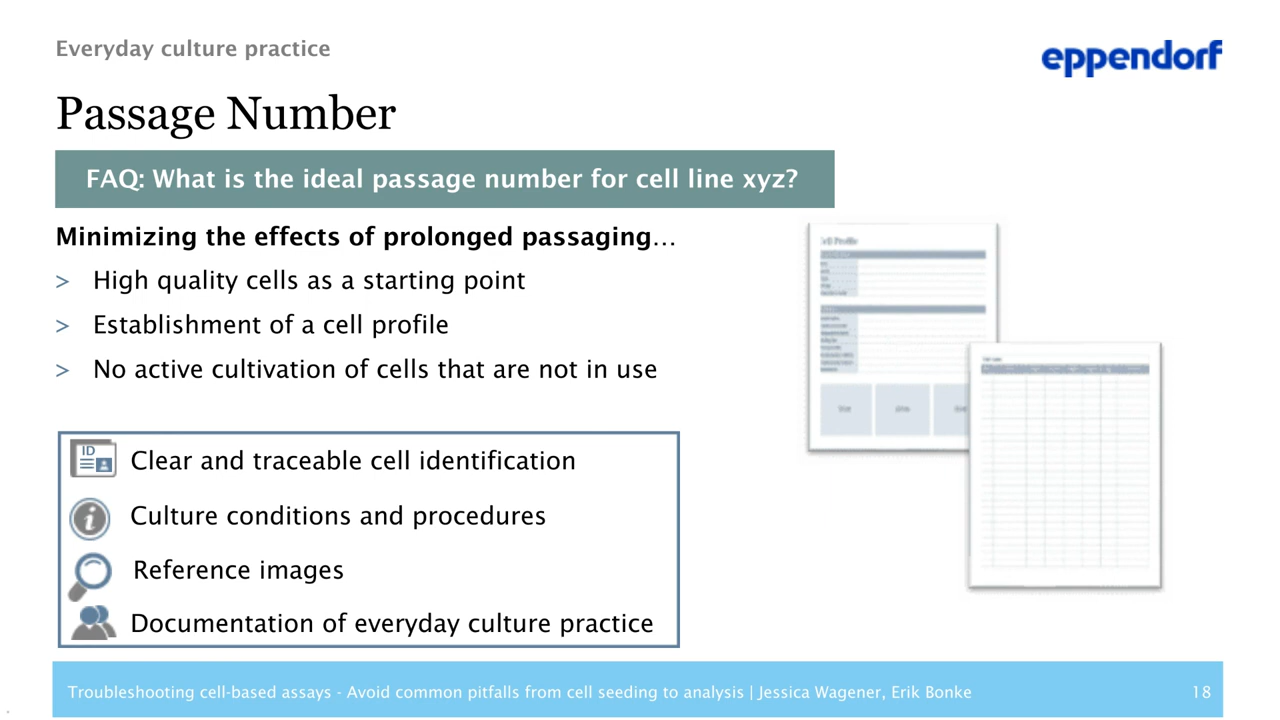 Everyday culture practice
eppendorf
Passage Number
FAQ: What is the ideal passage number for cell line xyz?
Minimizing the effects of prolonged passaging…
> High quality cells as a starting point
> Establishment of a cell profile
> No active cultivation of cells that are not in use
Cell Profile
ID
Clear and traceable cell identification
i
Culture conditions and procedures
Reference images
Documentation of everyday culture practice
Troubleshooting cell-based assays - Avoid common pitfalls from cell seeding to analysis | Jessica Wagener, Erik Bonke
18